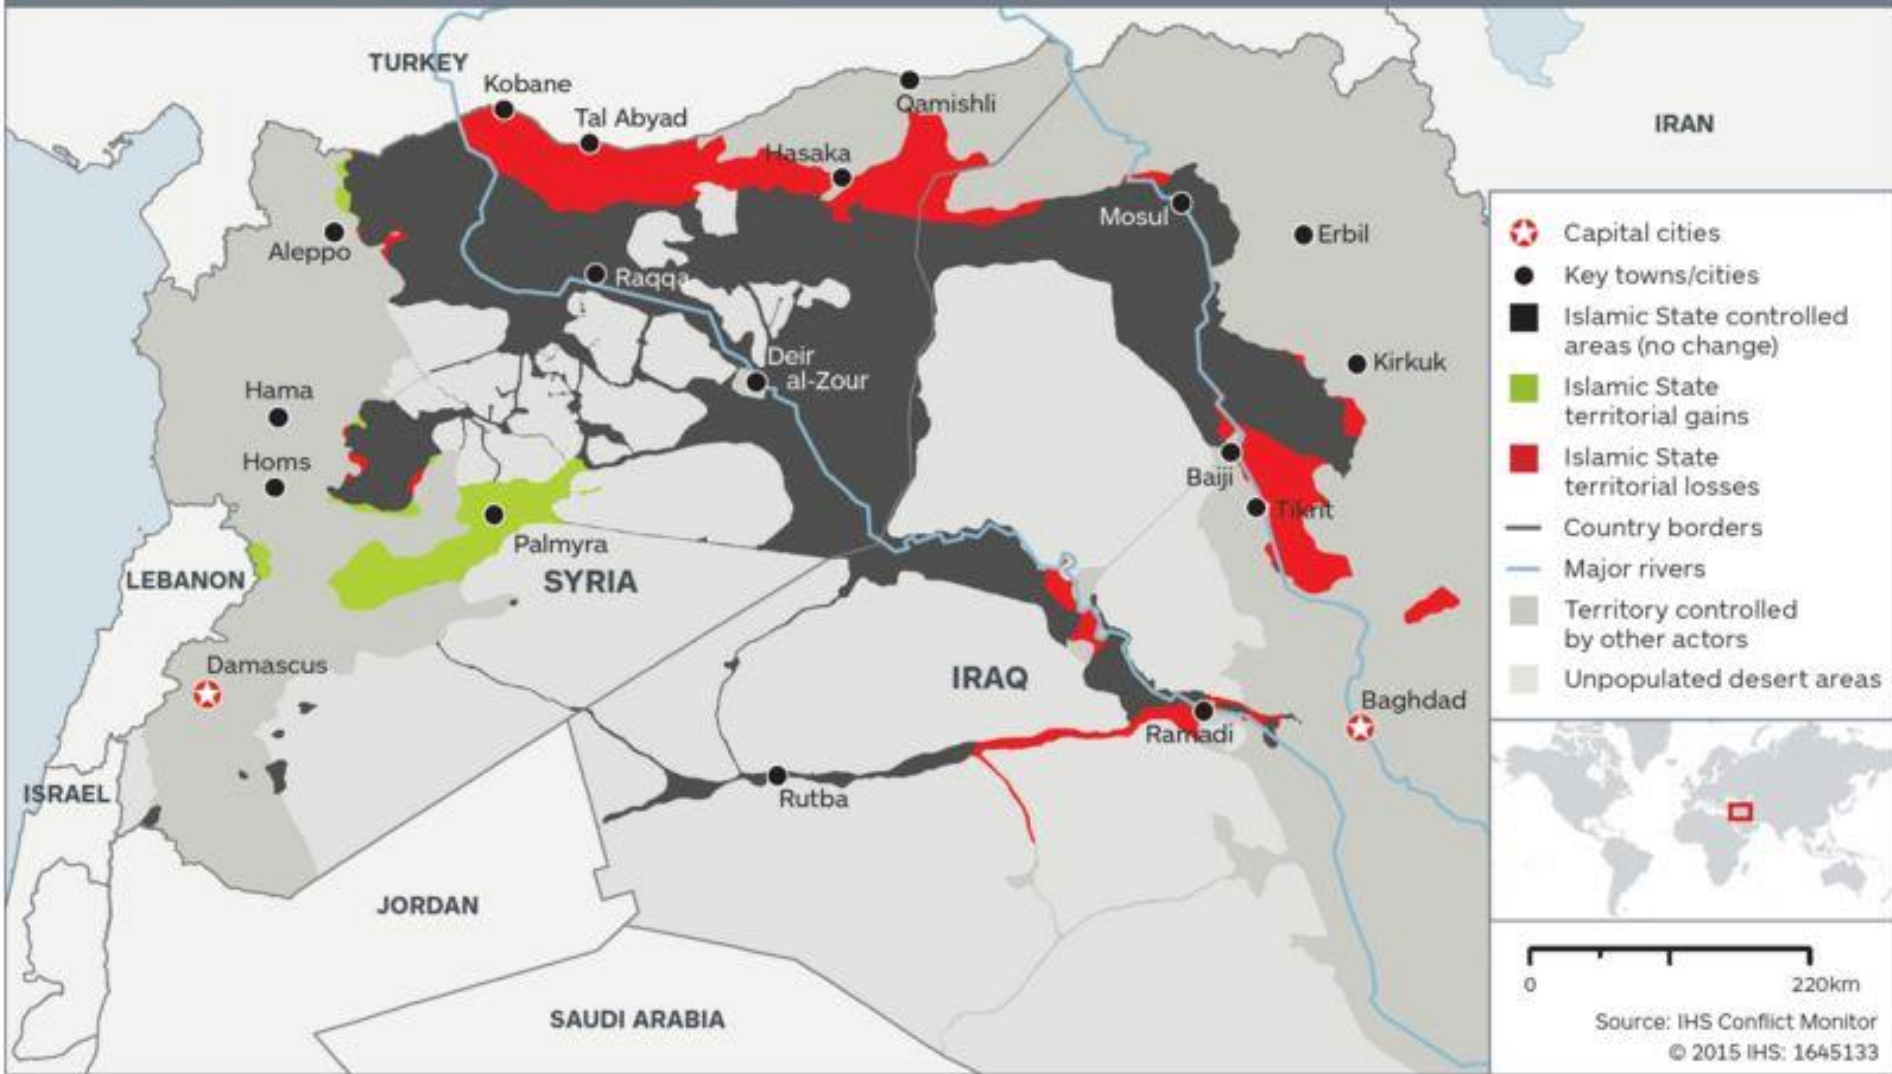 TURKEY
Kobane
Tal Abyad
Qamishli
IRAN
Hasaka
Mosul
Erbil
Aleppo
Raqqa
Deir
al-Zour
Kirkuk
Hama
Homs
Baiji
Tikrit
Palmyra
LEBANON
SYRIA
Damascus
IRAQ
Baghdad
Ramadi
ISRAEL
Rutba
JORDAN
SAUDI ARABIA
Capital cities
Key towns/cities
Islamic State controlled
areas (no change)
Islamic State
territorial gains
Islamic State
territorial losses
Country borders
Major rivers
Territory controlled
by other actors
Unpopulated desert areas
0
220km
Source: IHS Conflict Monitor
© 2015 IHS: 1645133